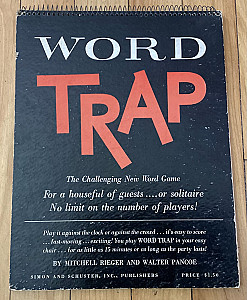 WORD
TRAP
The Challenging New Word Game
For a houseful of guests....or solitaire
No limit on the number of players!
Play it against the clock or against the crowd...it's easy to score
...fast-moving...exciting! You play WORD TRAP in your easy
chair...for as little as 15 minutes or as long as the party lasts!
BY MITCHELL RIEGER AND WALTER PANCOE
SIMON AND SCHUSTER, INC., PUBLISHERS PRICE $1.50